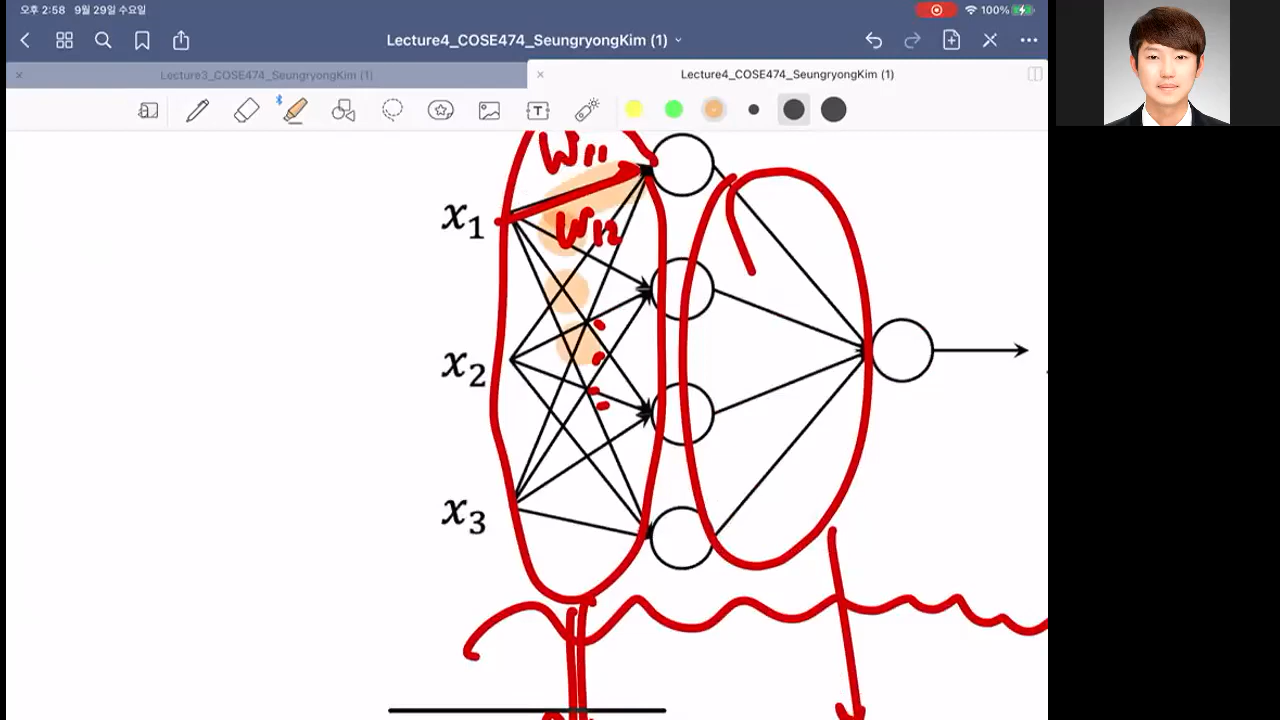 오후 2:58 9월 29일 수요일
100%
Lecture4_COSE474_SeungryongKim (1)
Lecture3_COSE474_SeungryongKim (1)
Lecture4_COSE474_SeungryongKim (1)
T
W11
x1
W12
x2
x3